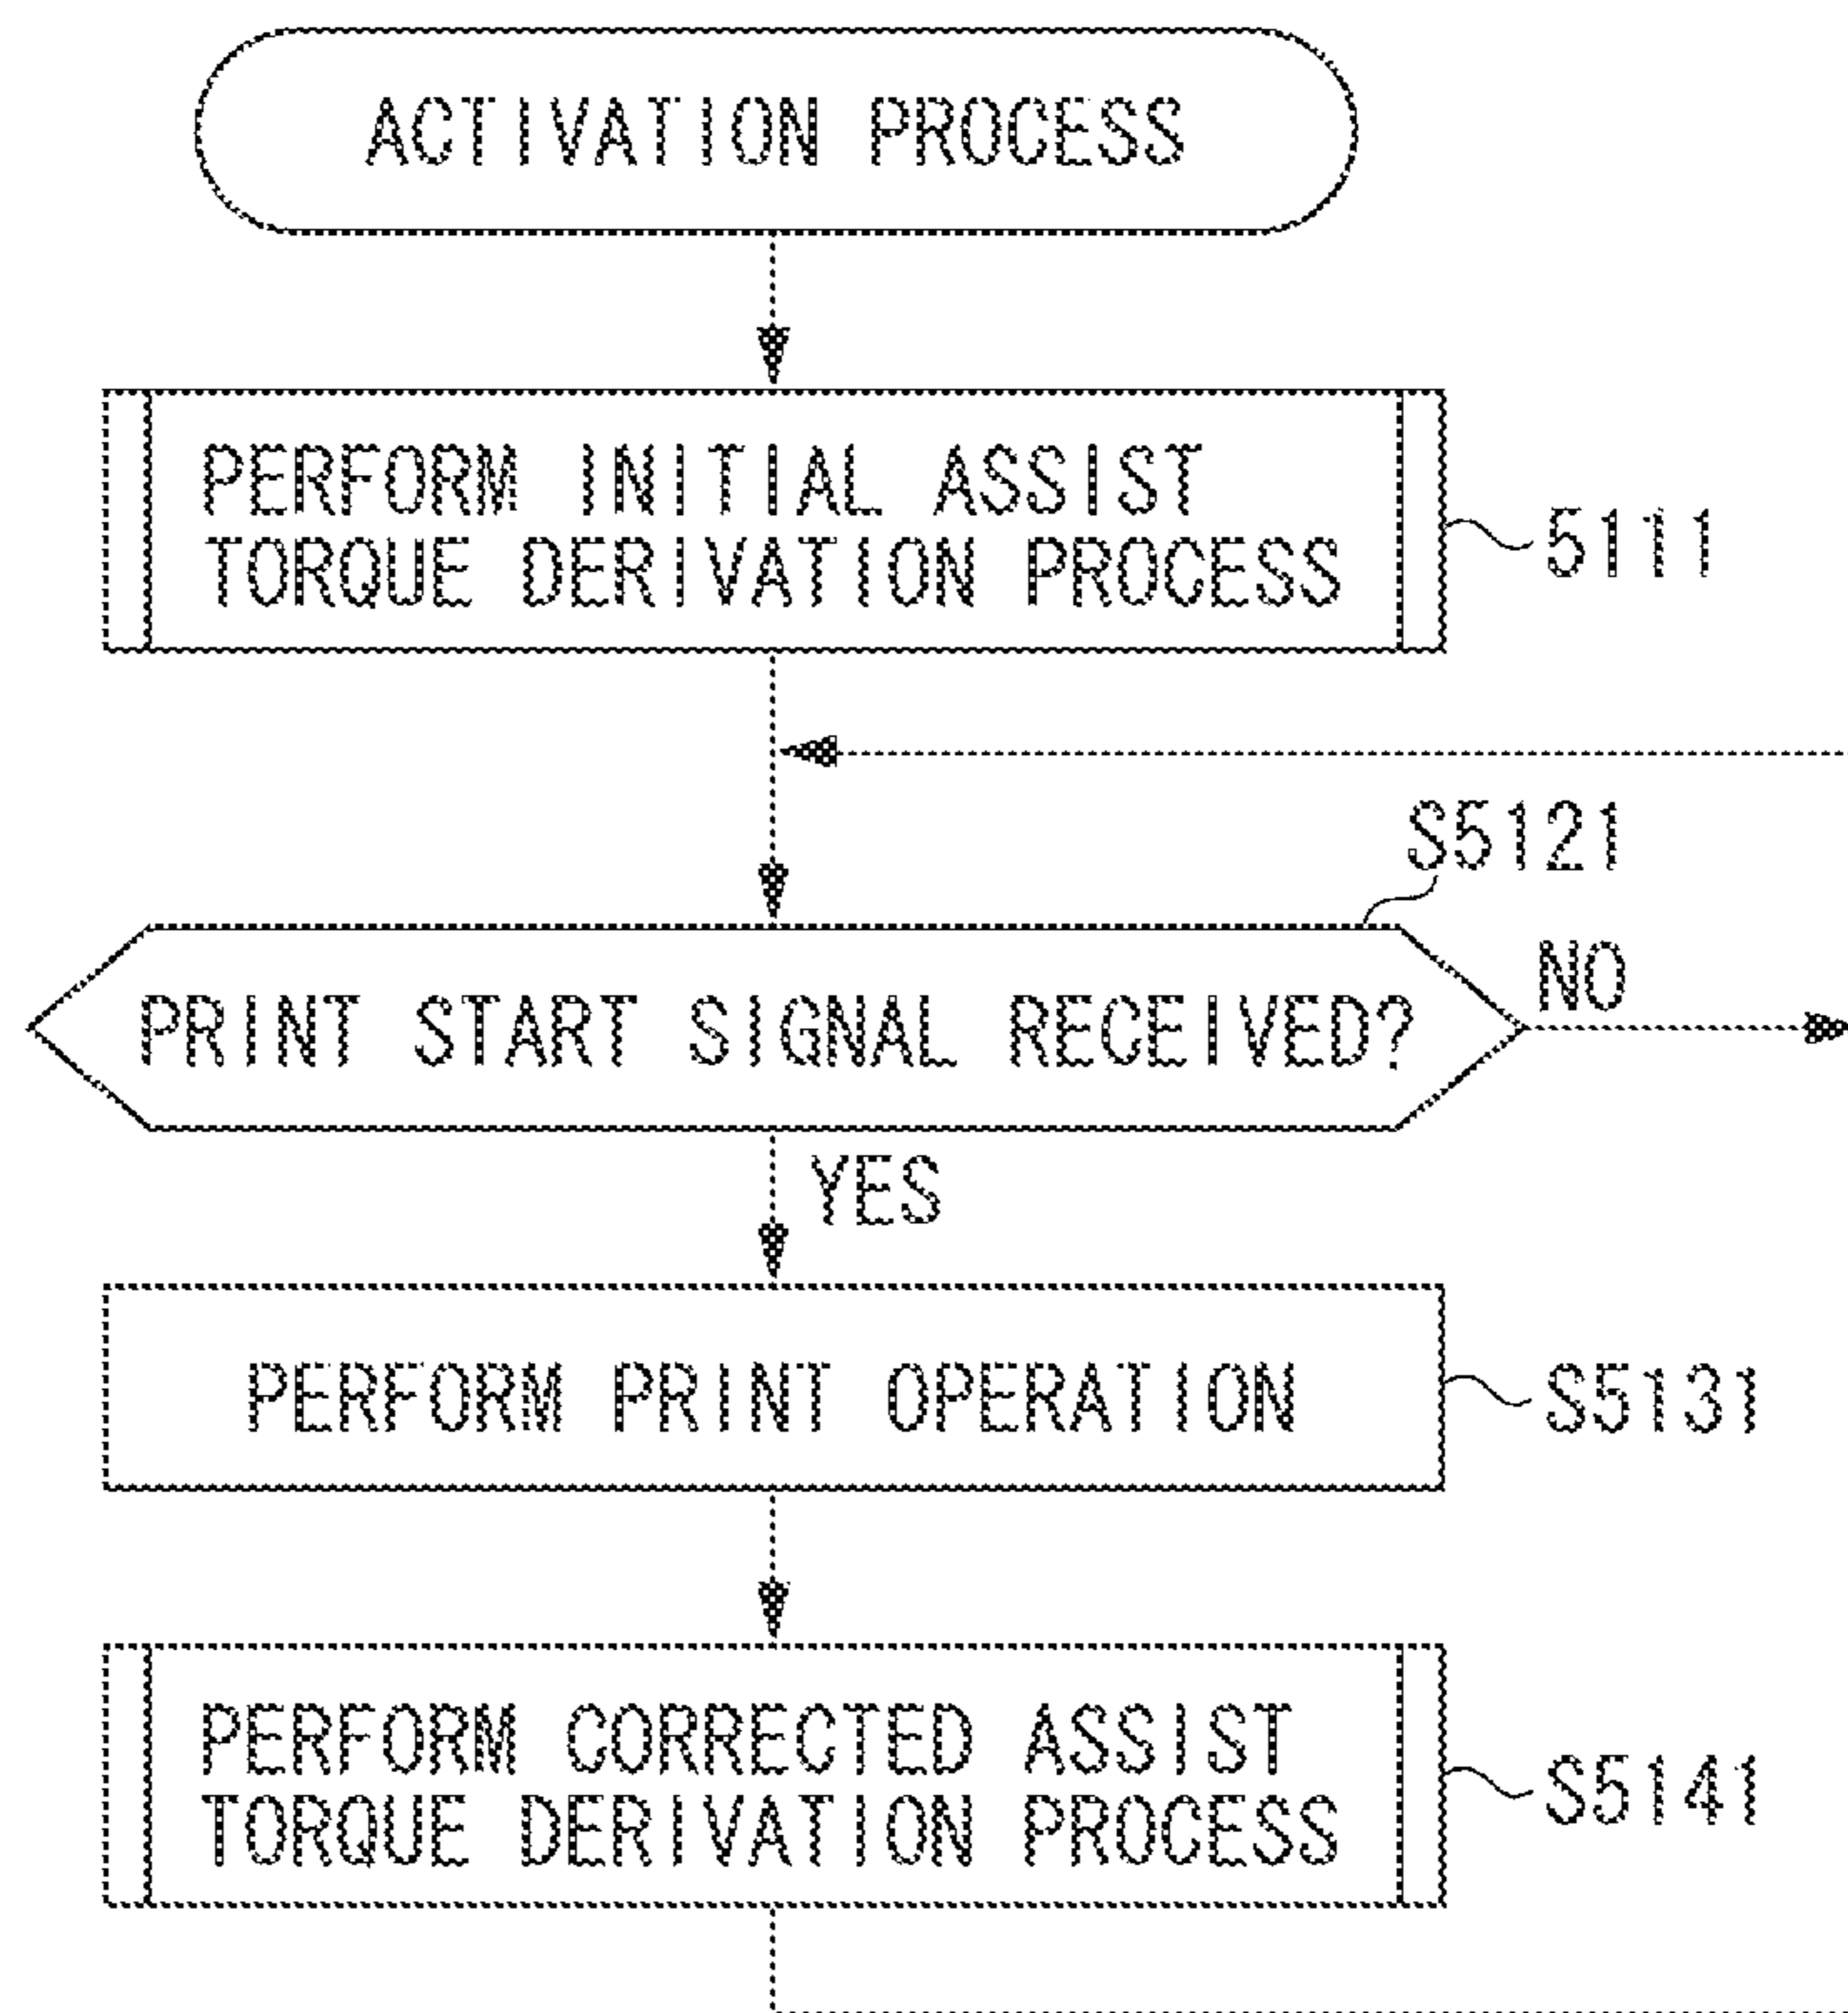 ACTIVATION PROCESS
PERFORM INITIAL ASSIST
TORQUE DERIVATION PROCESS
5111
S5121
PRINT START SIGNAL RECEIVED?
NO
YES
PERFORM PRINT OPERATION
S5131
PERFORM CORRECTED ASSIST
TORQUE DERIVATION PROCESS
S5141